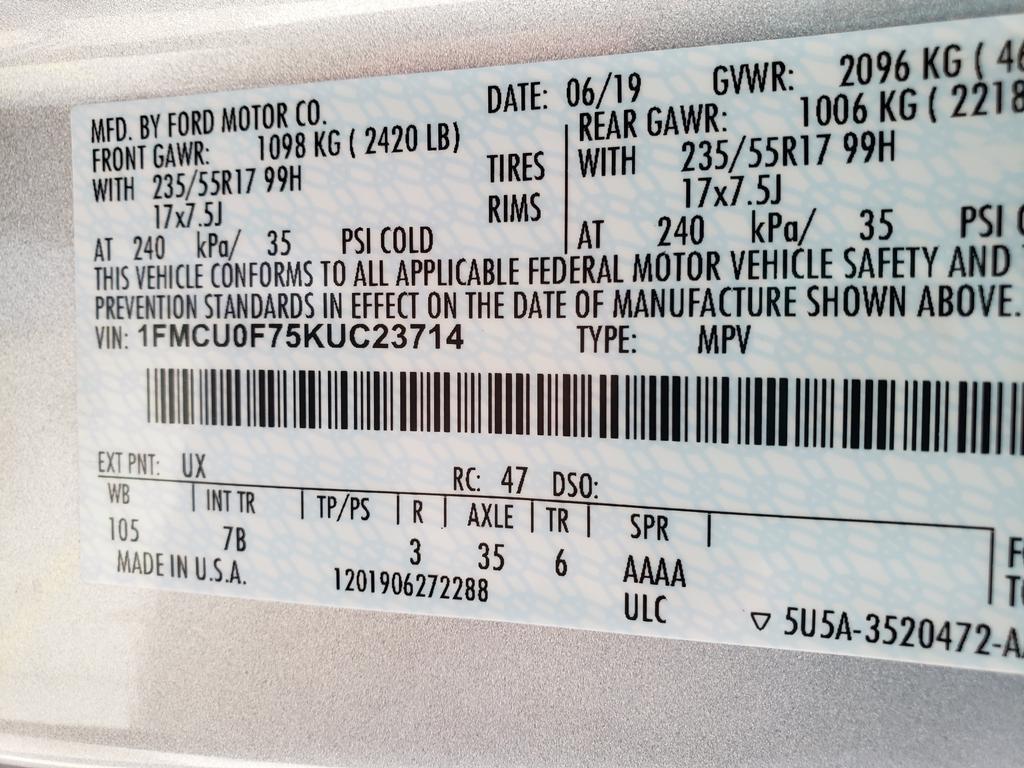 MFD. BY FORD MOTOR CO. DATE: 06/19 GVWR: 2096 KG ( 46
FRONT GAWR: 1098 KG ( 2420 LB) REAR GAWR: 1006 KG ( 2218
WITH 235/55R17 99H TIRES WITH 235/55R17 99H
17x7.5J RIMS 17x7.5J
AT 240 kPa/ 35 PSI COLD AT 240 kPa/ 35 PSI
THIS VEHICLE CONFORMS TO ALL APPLICABLE FEDERAL MOTOR VEHICLE SAFETY AND
PREVENTION STANDARDS IN EFFECT ON THE DATE OF MANUFACTURE SHOWN ABOVE.
VIN: 1FMCU0F75KUC23714 TYPE: MPV
EXT PNT: UX RC: 47 DSO:
WB INT TR TP/PS R AXLE TR SPR
105 7B 3 35 6 AAAA
MADE IN U.S.A. 1201906272288 ULC
▽ 5U5A-3520472-A